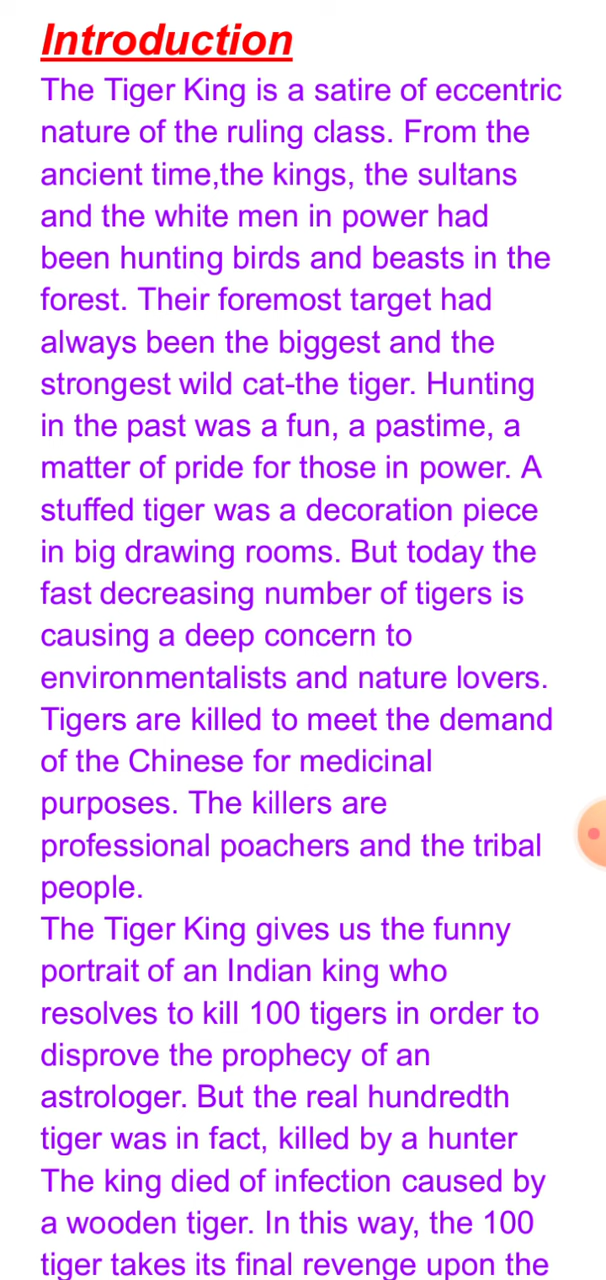 Introduction
The Tiger King is a satire of eccentric
nature of the ruling class. From the
ancient time,the kings, the sultans
and the white men in power had
been hunting birds and beasts in the
forest. Their foremost target had
always been the biggest and the
strongest wild cat-the tiger. Hunting
in the past was a fun, a pastime, a
matter of pride for those in power. A
stuffed tiger was a decoration piece
in big drawing rooms. But today the
fast decreasing number of tigers is
causing a deep concern to
environmentalists and nature lovers.
Tigers are killed to meet the demand
of the Chinese for medicinal
purposes. The killers are
professional poachers and the tribal
people.
The Tiger King gives us the funny
portrait of an Indian king who
resolves to kill 100 tigers in order to
disprove the prophecy of an
astrologer. But the real hundredth
tiger was in fact, killed by a hunter
The king died of infection caused by
a wooden tiger. In this way, the 100
tiger takes its final revenge upon the